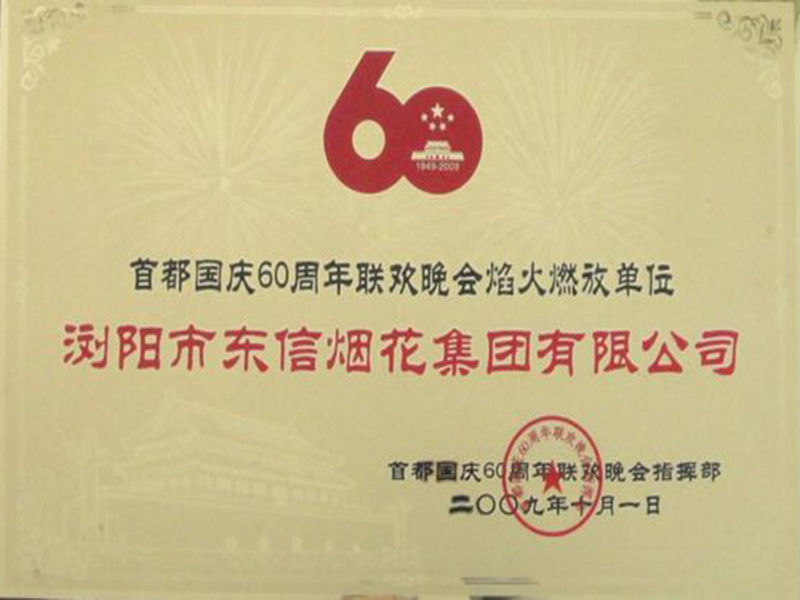 60
1949-2009
首都国庆60周年联欢晚会焰火燃放单位
浏阳市东信烟花集团有限公司
首都国庆60周年联欢晚会指挥部
二〇〇九年十月一日